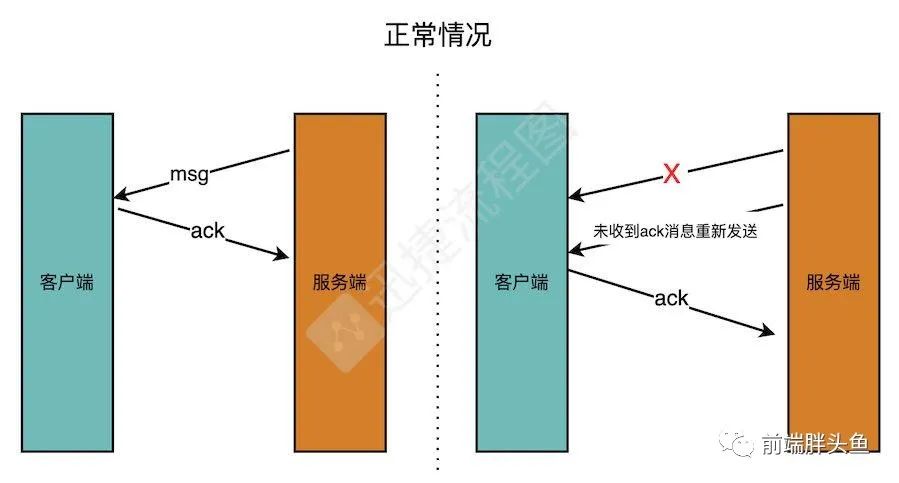 正常情况
msg
ack
客户端
服务端
X
未收到ack消息重新发送
ack
客户端
服务端
迅捷流程图
前端胖头鱼